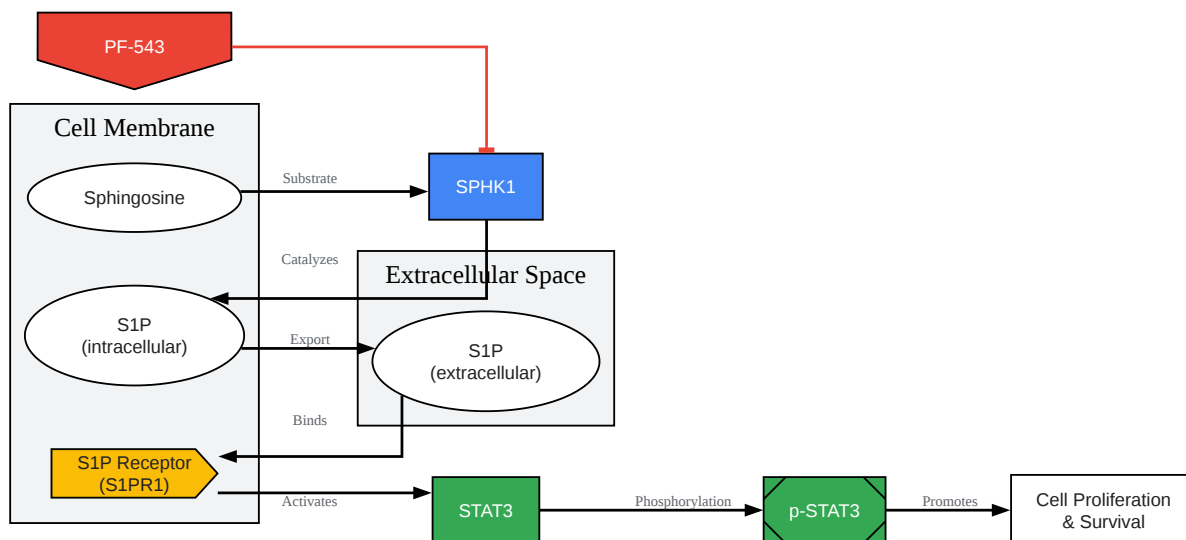 PF-543
Cell Membrane
Sphingosine
Substrate
SPHK1
Catalyzes
Extracellular Space
S1P
(intracellular)
Export
S1P
(extracellular)
Binds
S1P Receptor
(S1PR1)
Activates
STAT3
Phosphorylation
p-STAT3
Promotes
Cell Proliferation
& Survival